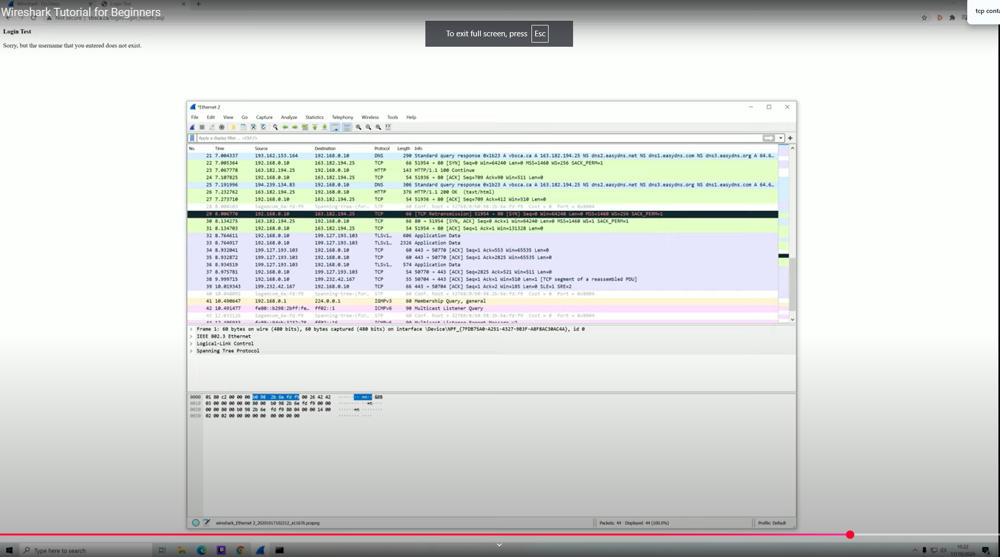 Wireshark · Go Deep.
Login Test
Wireshark Tutorial for Beginners
Not secure | vbsca.ca/login/login_results.asp
tcp conta
To exit full screen, press Esc
Login Test
Sorry, but the username that you entered does not exist.
*Ethernet 2
File Edit View Go Capture Analyze Statistics Telephony Wireless Tools Help
Apply a display filter ... <Ctrl-/>
No. Time Source Destination Protocol Length Info
21 7.004337 193.162.153.164 192.168.0.10 DNS 290 Standard query response 0x1b23 A vbsca.ca A 163.182.194.25 NS dns2.easydns.net NS dns1.easydns.com NS dns3.easydns.org A 64.6…
22 7.005364 192.168.0.10 163.182.194.25 TCP 66 51954 → 80 [SYN] Seq=0 Win=64240 Len=0 MSS=1460 WS=256 SACK_PERM=1
23 7.067778 163.182.194.25 192.168.0.10 HTTP 143 HTTP/1.1 100 Continue
24 7.107825 192.168.0.10 163.182.194.25 TCP 54 51936 → 80 [ACK] Seq=709 Ack=90 Win=511 Len=0
25 7.191996 194.239.134.83 192.168.0.10 DNS 306 Standard query response 0x1b23 A vbsca.ca A 163.182.194.25 NS dns2.easydns.net NS dns3.easydns.org NS dns1.easydns.com A 64.6…
26 7.232762 163.182.194.25 192.168.0.10 HTTP 376 HTTP/1.1 200 OK (text/html)
27 7.273710 192.168.0.10 163.182.194.25 TCP 54 51936 → 80 [ACK] Seq=709 Ack=412 Win=510 Len=0
28 8.000103 Sagemcom_6e:fd:f9 Spanning-tree-(for… STP 60 Conf. Root = 32768/0/b0:98:2b:6e:fd:f9 Cost = 0 Port = 0x8004
29 8.006770 192.168.0.10 163.182.194.25 TCP 66 [TCP Retransmission] 51954 → 80 [SYN] Seq=0 Win=64240 Len=0 MSS=1460 WS=256 SACK_PERM=1
30 8.134275 163.182.194.25 192.168.0.10 TCP 66 80 → 51954 [SYN, ACK] Seq=0 Ack=1 Win=64240 Len=0 MSS=1460 WS=1 SACK_PERM=1
31 8.134703 192.168.0.10 163.182.194.25 TCP 54 51954 → 80 [ACK] Seq=1 Ack=1 Win=131328 Len=0
32 8.764611 192.168.0.10 199.127.193.103 TLSv1… 606 Application Data
33 8.764917 192.168.0.10 199.127.193.103 TLSv1… 2326 Application Data
34 8.932041 199.127.193.103 192.168.0.10 TCP 60 443 → 50770 [ACK] Seq=1 Ack=553 Win=65535 Len=0
35 8.932872 199.127.193.103 192.168.0.10 TCP 60 443 → 50770 [ACK] Seq=1 Ack=2825 Win=65535 Len=0
36 8.934519 199.127.193.103 192.168.0.10 TLSv1… 574 Application Data
37 8.975781 192.168.0.10 199.127.193.103 TCP 54 50770 → 443 [ACK] Seq=2825 Ack=521 Win=511 Len=0
38 9.999715 192.168.0.10 199.232.42.167 TCP 55 50704 → 443 [ACK] Seq=1 Ack=1 Win=510 Len=1 [TCP segment of a reassembled PDU]
39 10.019343 199.232.42.167 192.168.0.10 TCP 66 443 → 50704 [ACK] Seq=1 Ack=2 Win=185 Len=0 SLE=1 SRE=2
40 10.048092 Sagemcom_6e:fd:f9 Spanning-tree-(for… STP 60 Conf. Root = 32768/0/b0:98:2b:6e:fd:f9 Cost = 0 Port = 0x8004
41 10.490647 192.168.0.1 224.0.0.1 IGMPv3 60 Membership Query, general
42 10.491477 fe80::b298:2bff:fe… ff02::1 ICMPv6 90 Multicast Listener Query
43 12.032126 Sagemcom_6e:fd:f9 Spanning-tree-(for… STP 60 Conf. Root = 32768/0/b0:98:2b:6e:fd:f9 Cost = 0 Port = 0x8004
Frame 1: 60 bytes on wire (480 bits), 60 bytes captured (480 bits) on interface \Device\NPF_{7FDB75A0-A251-4327-9B3F-A8F8AC30AC4A}, id 0
IEEE 802.3 Ethernet
Logical-Link Control
Spanning Tree Protocol
0000 01 80 c2 00 00 00 b0 98 2b 6e fd f9 00 26 42 42 ········ +n···&BB
0010 03 00 00 00 00 00 80 00 b0 98 2b 6e fd f9 00 00 ········ ··+n····
0020 00 00 80 00 b0 98 2b 6e fd f9 80 04 00 00 14 00 ······+n ········
0030 02 00 02 00 00 00 00 00 00 00 00 00 ········ ····
wireshark_Ethernet 2_20201017102212_a11676.pcapng
Packets: 44 · Displayed: 44 (100.0%)
Profile: Default
Type here to search
10.22
17/10/2020